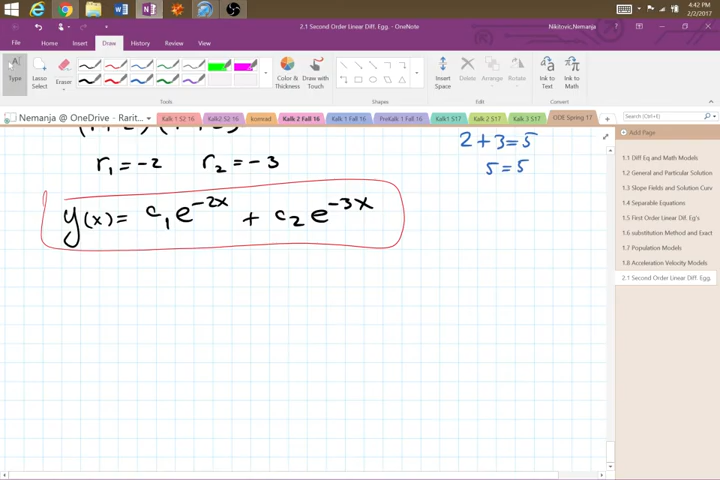 4:42 PM
2/2/2017
2.1 Second Order Linear Diff. Egg. - OneNote
Nikitovic,Nemanja
File Home Insert Draw History Review View
Type
Lasso Select
Eraser
Tools
Color & Thickness
Draw with Touch
Shapes
Insert Space
Delete
Arrange
Rotate
Edit
Ink to Text
Ink to Math
Convert
Nemanja @ OneDrive - Rarit...
Kalk 1 S2 16
Kalk2 S2 16
komrad
Kalk 1 Fall 16
Kalk 2 Fall 16
PreKalk 1 Fall 16
Kalk1 S17
Kalk 2 S17
Kalk 3 S17
ODE Spring 17
Search (Ctrl+E)
Add Page
1.1 Diff Eq and Math Models
1.2 General and Particular Solution
1.3 Slope Fields and Solution Curv
1.4 Separable Equations
1.5 First Order Linear Diff. Eg's
1.6 substitution Method and Exact
1.7 Population Models
1.8 Acceleration Velocity Models
2.1 Second Order Linear Diff. Egg.
2+3=5
5=5
r₁=-2 r₂=-3
y(x)= c₁e^{-2x} + c₂e^{-3x}